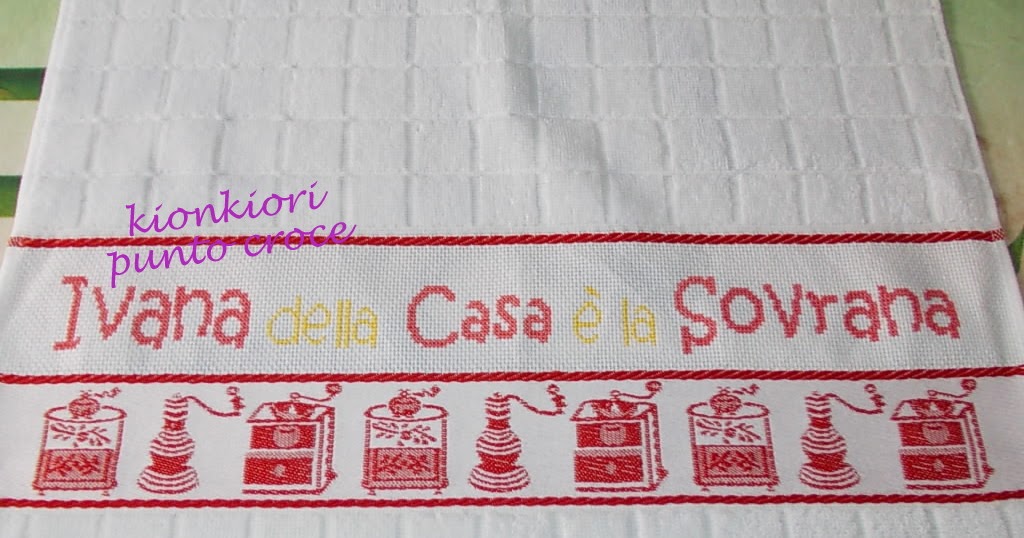 kionkiori
punto croce
Ivana della Casa è la Sovrana